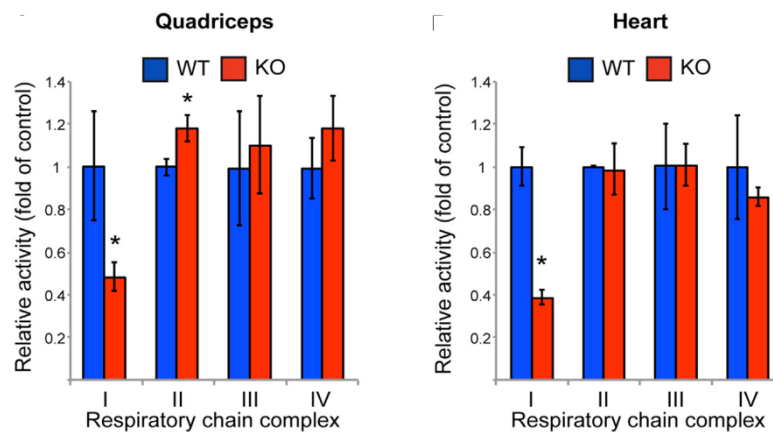 Quadriceps
WT KO
Relative activity (fold of control)
1.4
1.2
1
0.8
0.6
0.4
0.2
*
*
I II III IV
Respiratory chain complex
Heart
WT KO
Relative activity (fold of control)
1.4
1.2
1
0.8
0.6
0.4
0.2
*
I II III IV
Respiratory chain complex